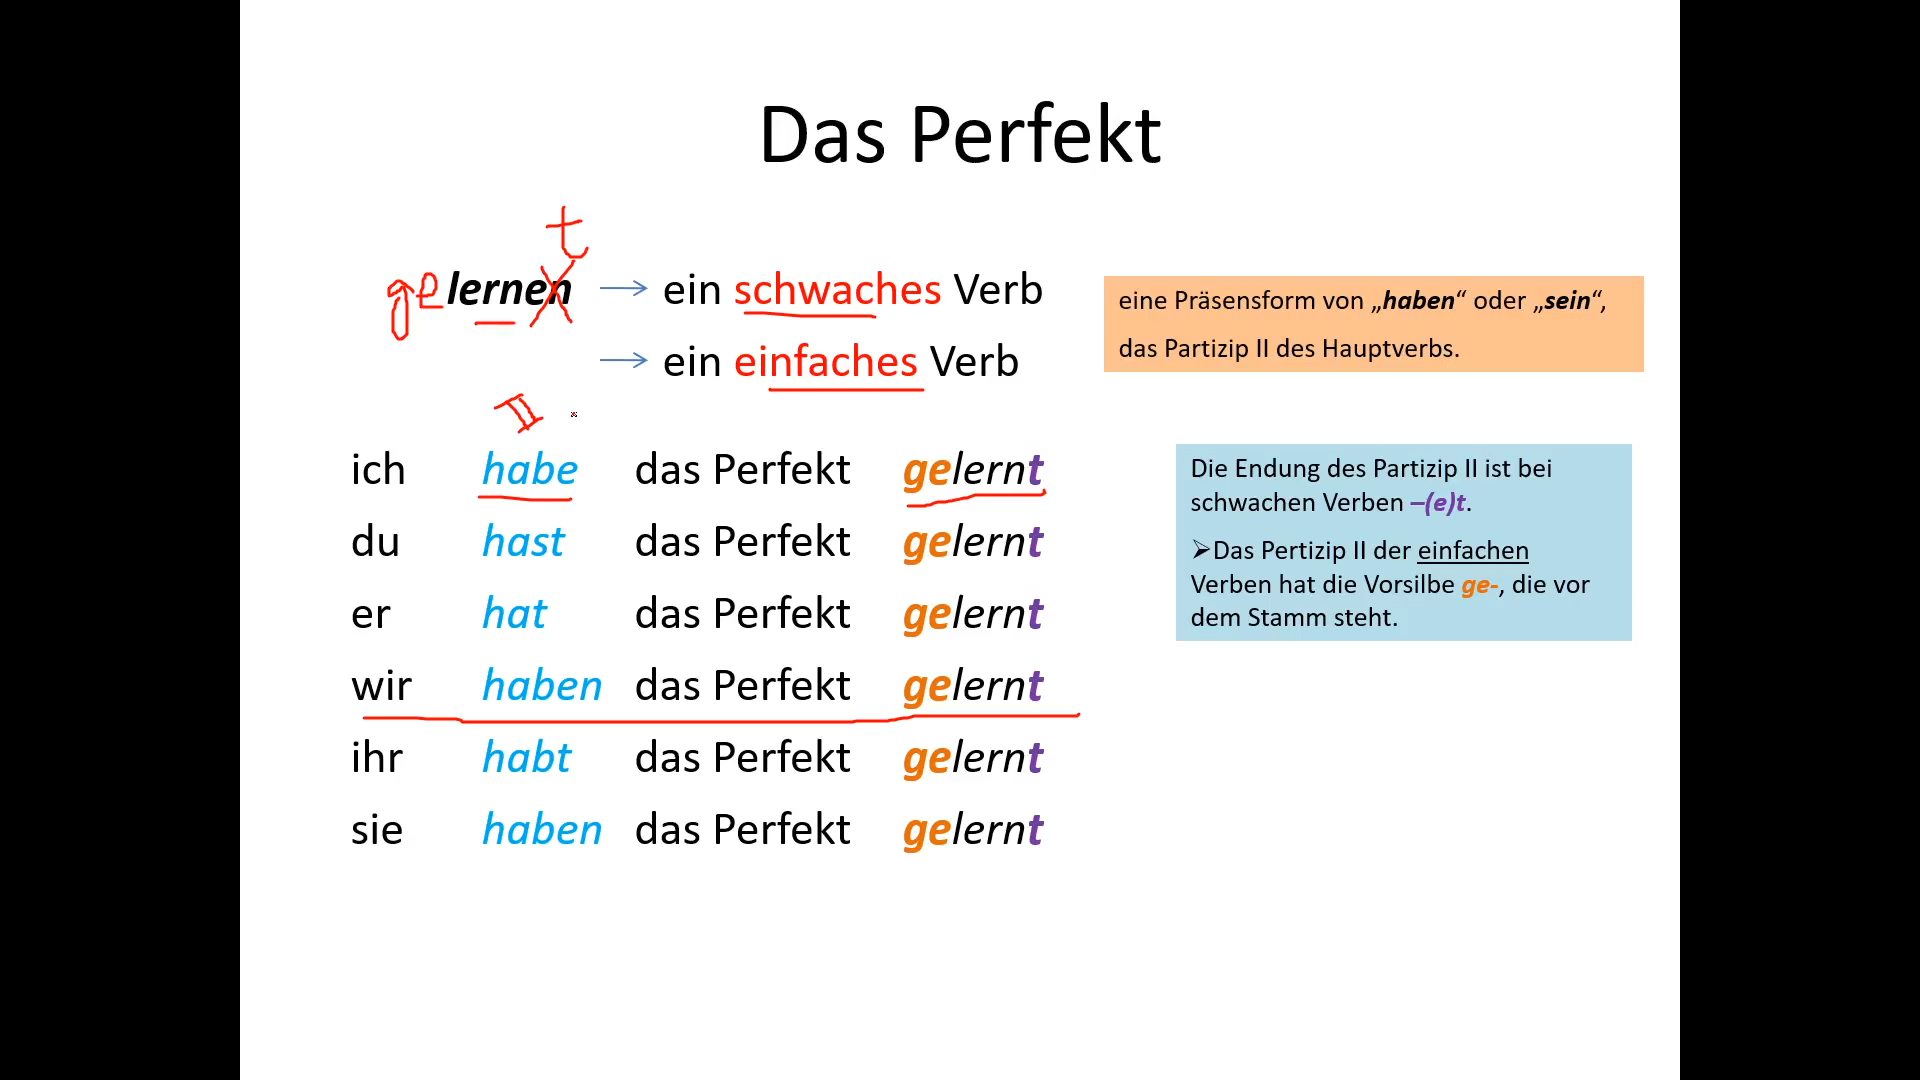 Das Perfekt
t
ge lernen → ein schwaches Verb
→ ein einfaches Verb
eine Präsensform von „haben“ oder „sein“,
das Partizip II des Hauptverbs.
II
ich habe das Perfekt gelernt
du hast das Perfekt gelernt
er hat das Perfekt gelernt
wir haben das Perfekt gelernt
ihr habt das Perfekt gelernt
sie haben das Perfekt gelernt
Die Endung des Partizip II ist bei
schwachen Verben –(e)t.
➢Das Pertizip II der einfachen
Verben hat die Vorsilbe ge-, die vor
dem Stamm steht.